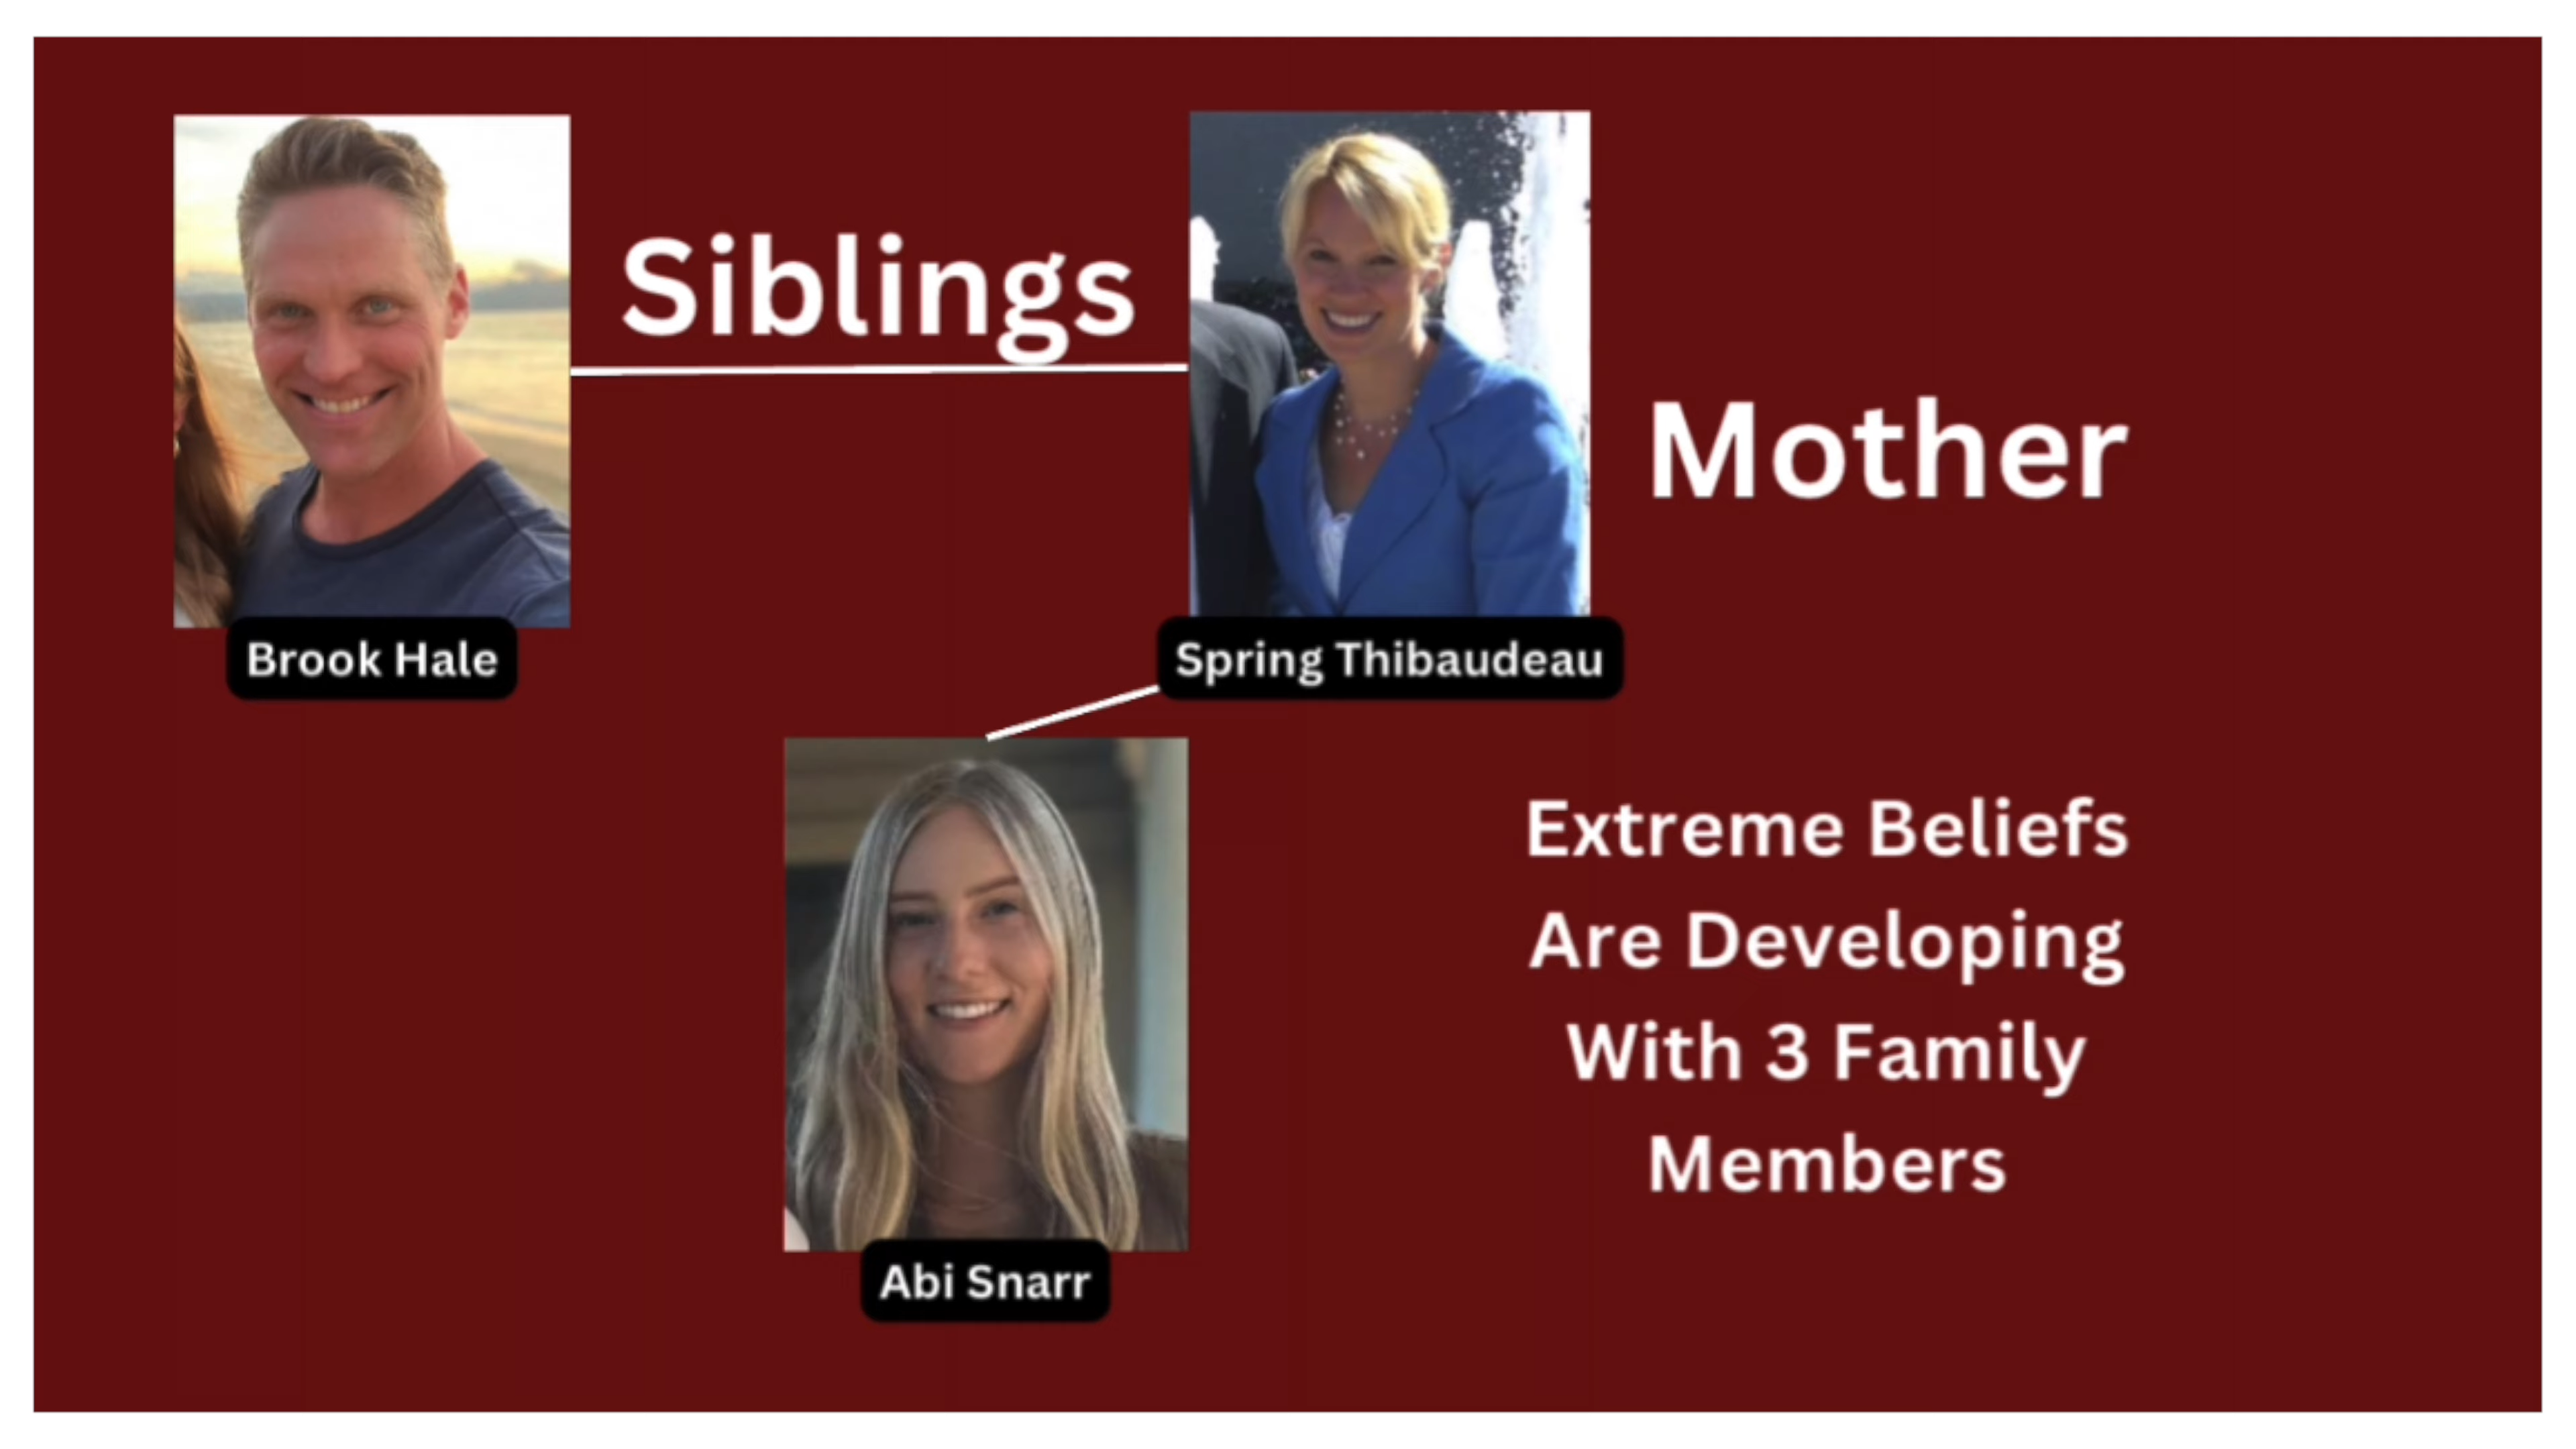 Siblings
Mother
Brook Hale
Spring Thibaudeau
Extreme Beliefs
Are Developing
With 3 Family
Members
Abi Snarr